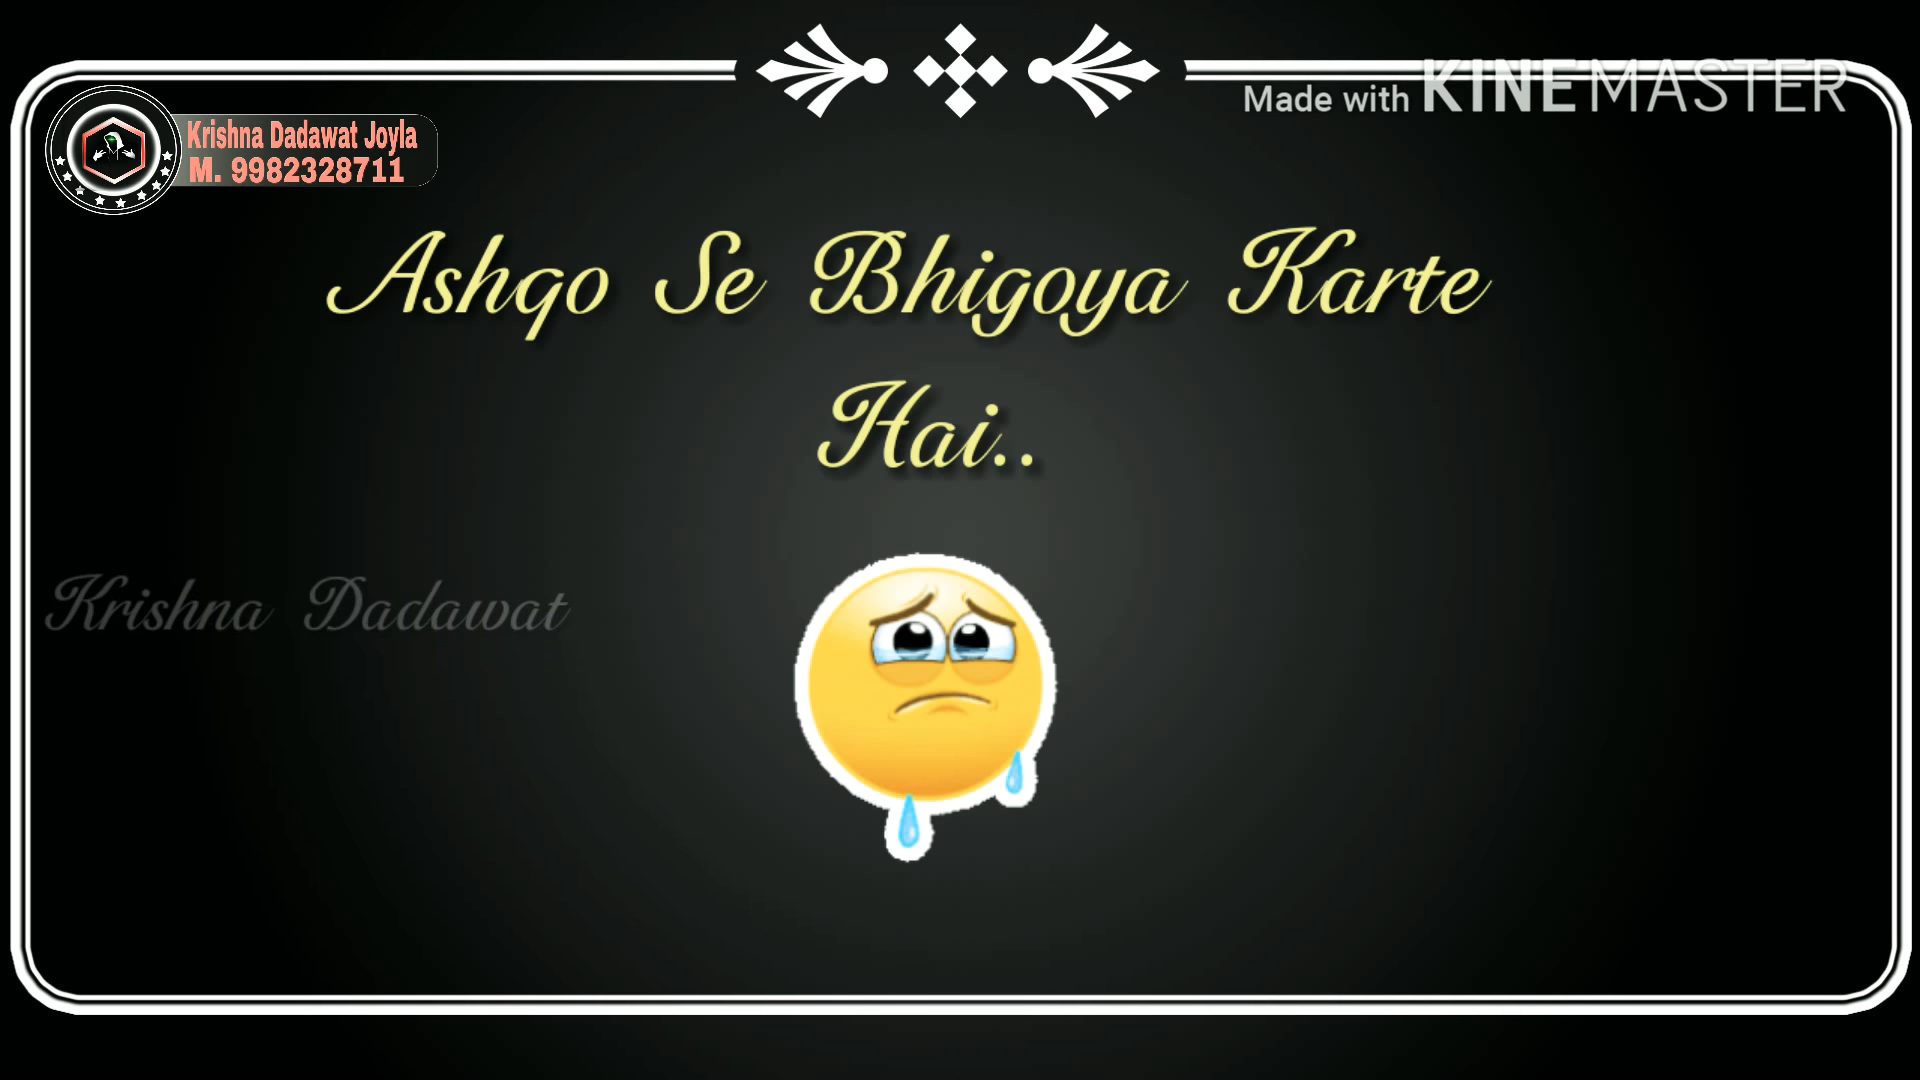 Made with KINEMASTER
Krishna Dadawat Joyla
M. 9982328711
Ashqo Se Bhigoya Karte
Hai..
Krishna Dadawat